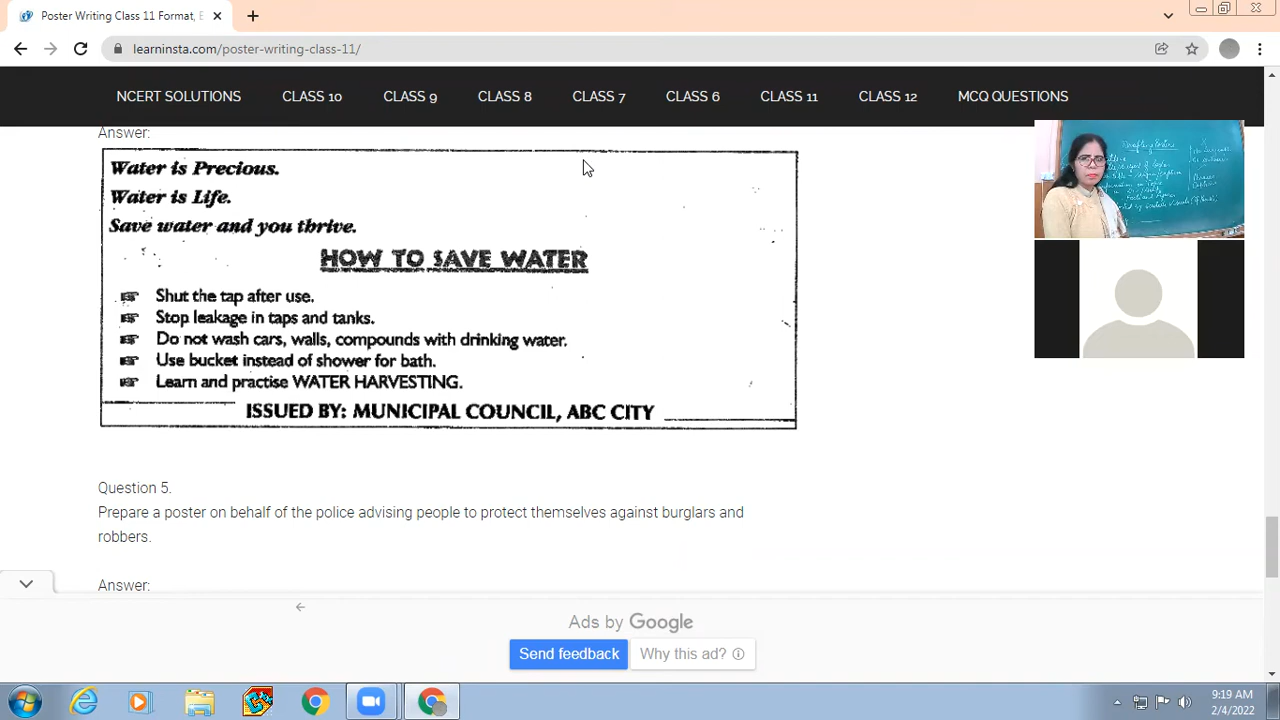 Poster Writing Class 11 Format, E
learninsta.com/poster-writing-class-11/
NCERT SOLUTIONS CLASS 10 CLASS 9 CLASS 8 CLASS 7 CLASS 6 CLASS 11 CLASS 12 MCQ QUESTIONS
Answer:
Water is Precious.
Water is Life.
Save water and you thrive.
HOW TO SAVE WATER
Shut the tap after use.
Stop leakage in taps and tanks.
Do not wash cars, walls, compounds with drinking water.
Use bucket instead of shower for bath.
Learn and practise WATER HARVESTING.
ISSUED BY: MUNICIPAL COUNCIL, ABC CITY
Question 5.
Prepare a poster on behalf of the police advising people to protect themselves against burglars and
robbers.
Answer:
Ads by Google
Send feedback Why this ad?
9:19 AM
2/4/2022